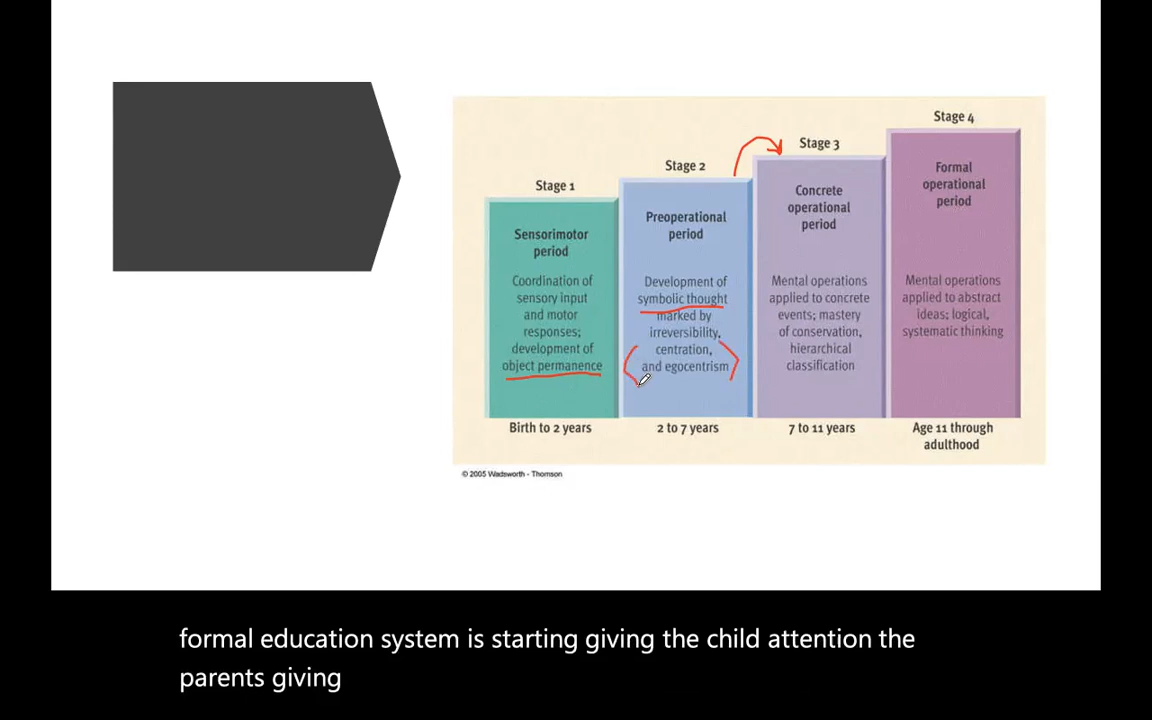 Stage 1
Sensorimotor
period
Coordination of
sensory input
and motor
responses;
development of
object permanence
Birth to 2 years
Stage 2
Preoperational
period
Development of
symbolic thought
marked by
irreversibility,
centration,
and egocentrism
2 to 7 years
Stage 3
Concrete
operational
period
Mental operations
applied to concrete
events; mastery
of conservation,
hierarchical
classification
7 to 11 years
Stage 4
Formal
operational
period
Mental operations
applied to abstract
ideas; logical,
systematic thinking
Age 11 through
adulthood
© 2005 Wadsworth - Thomson
formal education system is starting giving the child attention the
parents giving